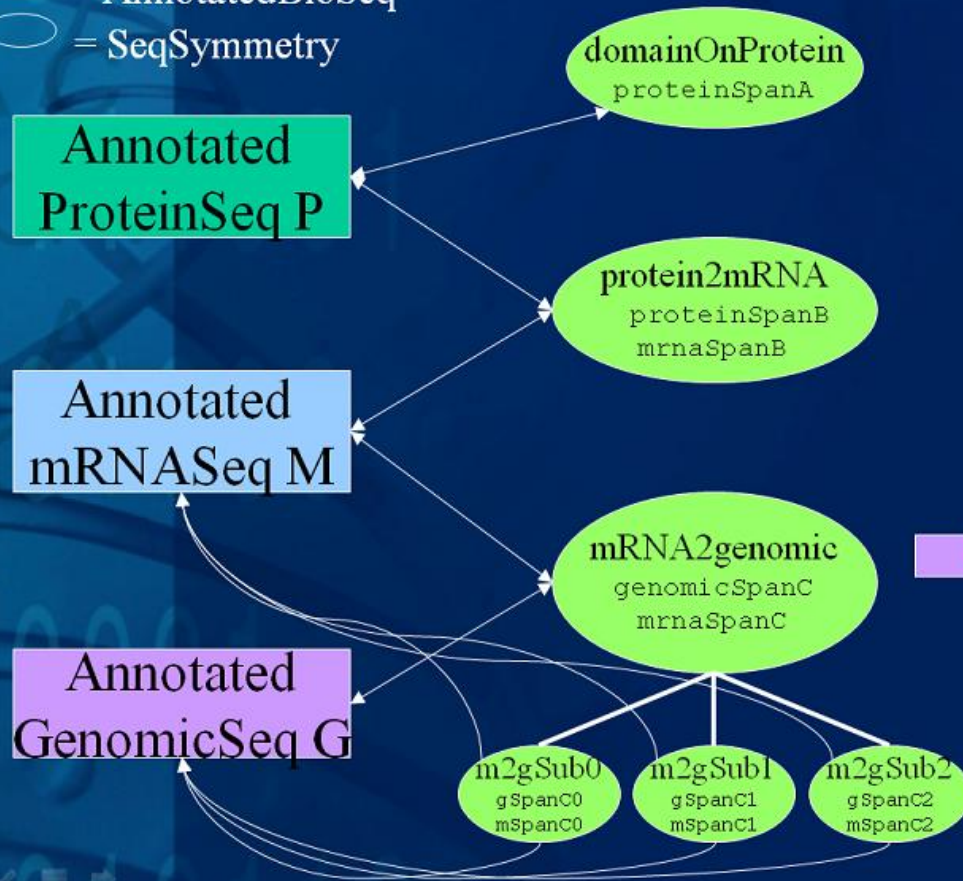 = SeqSymmetry
domainOnProtein
proteinSpanA
Annotated
ProteinSeq P
protein2mRNA
proteinSpanB
mrnaSpanB
Annotated
mRNASeq M
mRNA2genomic
genomicSpanC
mrnaSpanC
Annotated
GenomicSeq G
m2gSub0
gSpanC0
mSpanC0
m2gSub1
gSpanC1
mSpanC1
m2gSub2
gSpanC2
mSpanC2